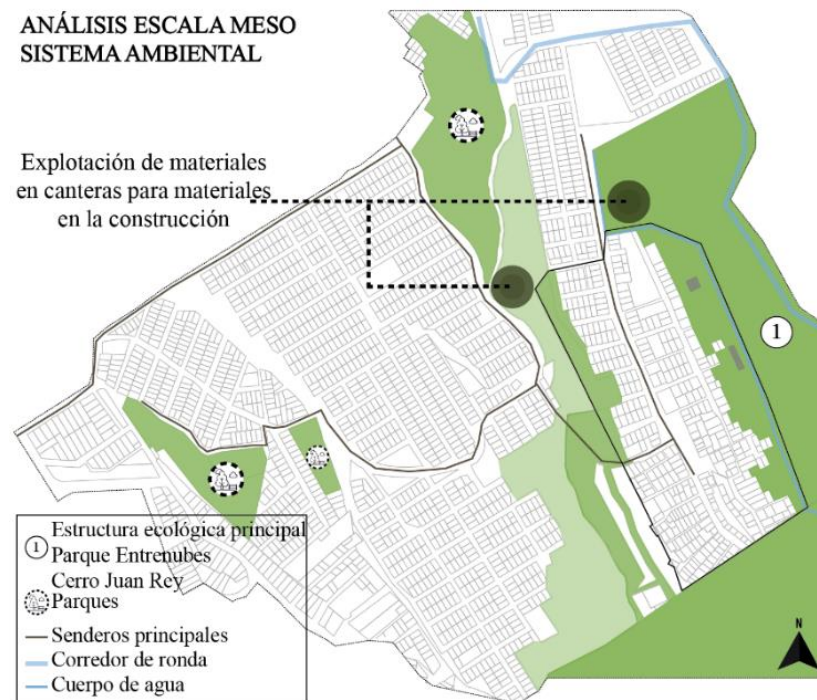 ANÁLISIS ESCALA MESO
SISTEMA AMBIENTAL
Explotación de materiales
en canteras para materiales
en la construcción
1
1
Estructura ecológica principal
Parque Entrenubes
Cerro Juan Rey
Parques
Senderos principales
Corredor de ronda
Cuerpo de agua
N